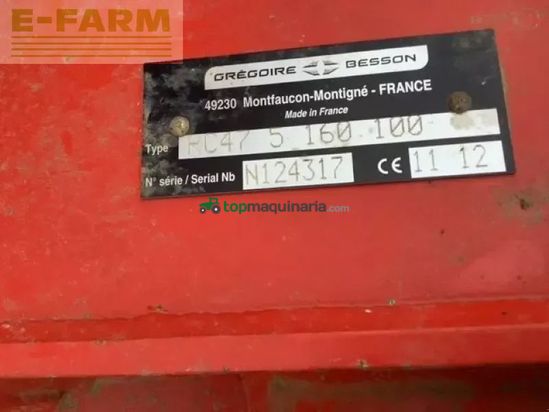 E-FARM
GRÉGOIRE BESSON
49230 Montfaucon-Montigné - FRANCE
Made in France
Type RC47 5 160 100
N° série / Serial Nb N124317 CE 11 12
topmaquinaria.com